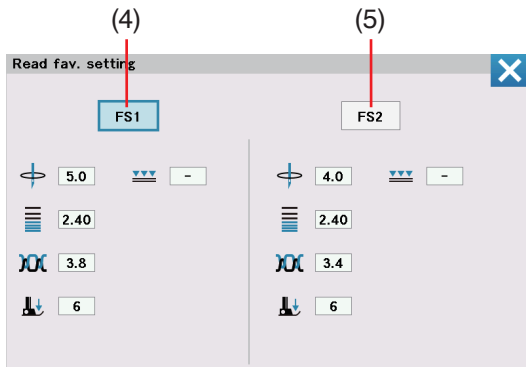 (4) (5)
Read fav. setting
FS1 FS2
5.0 - 4.0 -
2.40 2.40
3.8 3.4
6 6